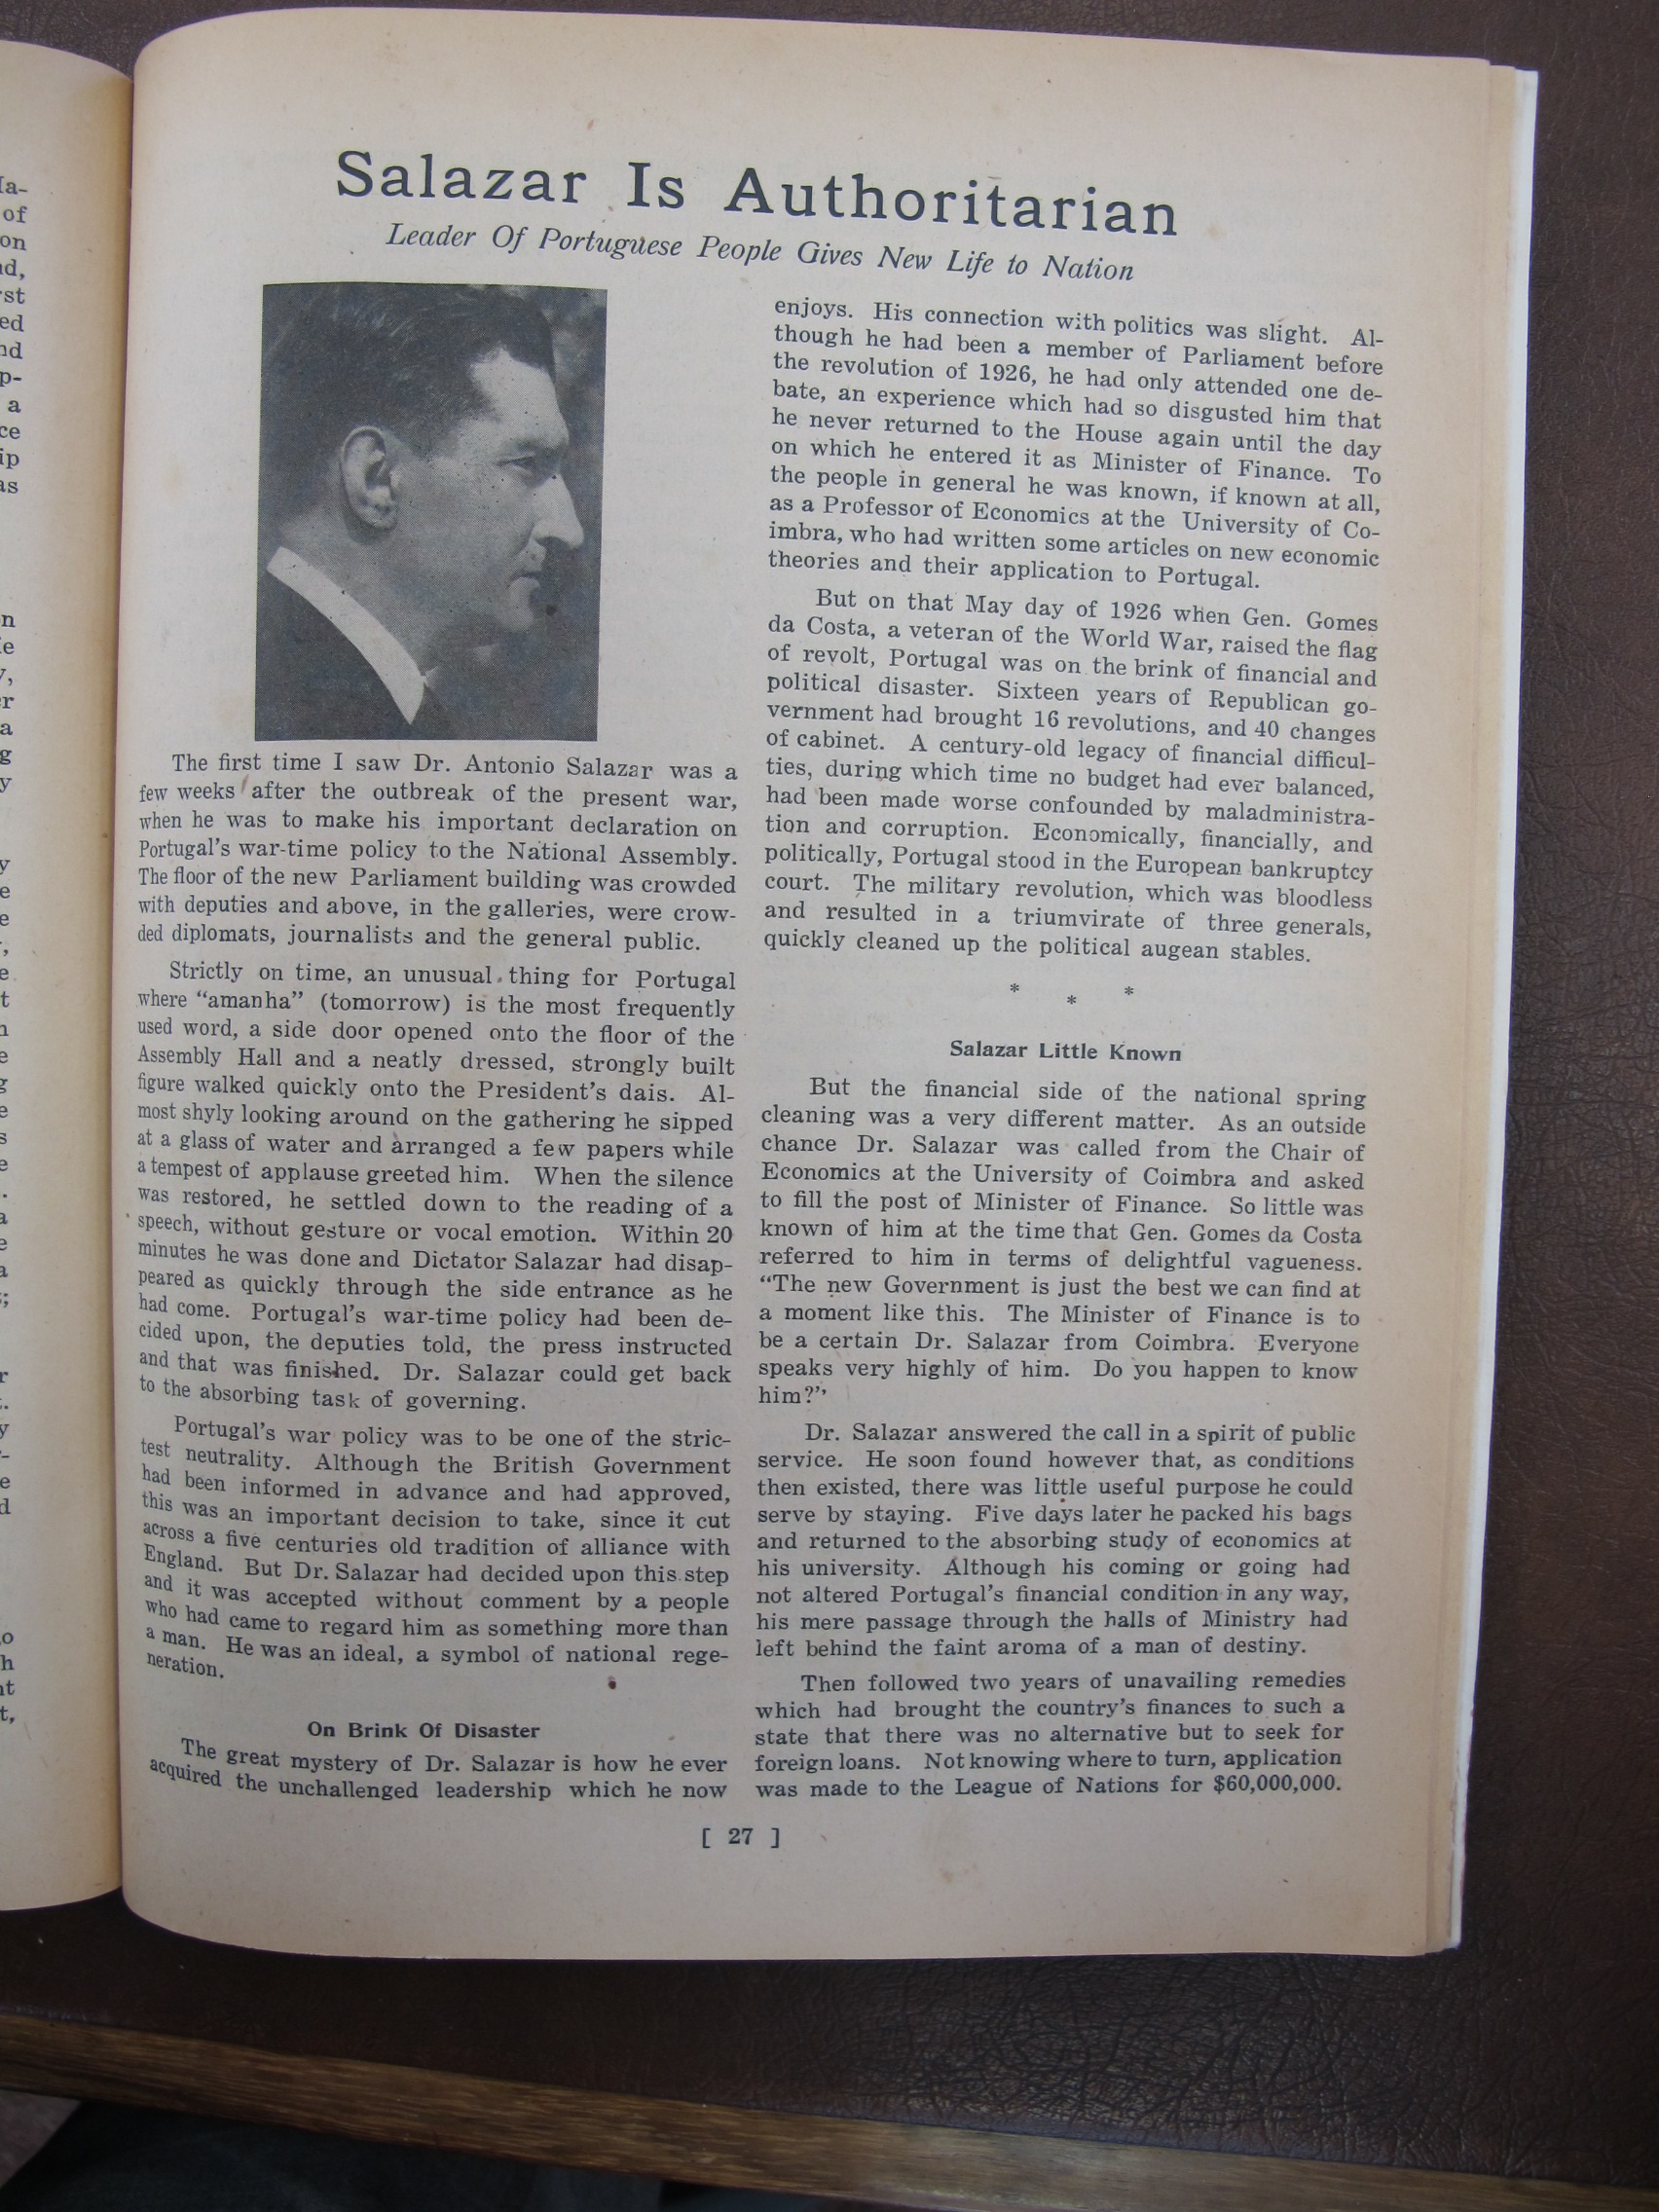 Salazar Is Authoritarian
Leader Of Portuguese People Gives New Life to Nation
The first time I saw Dr. Antonio Salazar was a
few weeks after the outbreak of the present war,
when he was to make his important declaration on
Portugal's war-time policy to the National Assembly.
The floor of the new Parliament building was crowded
with deputies and above, in the galleries, were crow-
ded diplomats, journalists and the general public.
Strictly on time, an unusual thing for Portugal
where "amanha" (tomorrow) is the most frequently
used word, a side door opened onto the floor of the
Assembly Hall and a neatly dressed, strongly built
figure walked quickly onto the President's dais. Al-
most shyly looking around on the gathering he sipped
at a glass of water and arranged a few papers while
a tempest of applause greeted him. When the silence
was restored, he settled down to the reading of a
speech, without gesture or vocal emotion. Within 20
minutes he was done and Dictator Salazar had disap-
peared as quickly through the side entrance as he
had come. Portugal's war-time policy had been de-
cided upon, the deputies told, the press instructed
and that was finished. Dr. Salazar could get back
to the absorbing task of governing.
Portugal's war policy was to be one of the stric-
test neutrality. Although the British Government
had been informed in advance and had approved,
this was an important decision to take, since it cut
across a five centuries old tradition of alliance with
England. But Dr. Salazar had decided upon this step
and it was accepted without comment by a people
who had came to regard him as something more than
a man. He was an ideal, a symbol of national rege-
neration.
On Brink Of Disaster
The great mystery of Dr. Salazar is how he ever
acquired the unchallenged leadership which he now
enjoys. His connection with politics was slight. Al-
though he had been a member of Parliament before
the revolution of 1926, he had only attended one de-
bate, an experience which had so disgusted him that
he never returned to the House again until the day
on which he entered it as Minister of Finance. To
the people in general he was known, if known at all,
as a Professor of Economics at the University of Co-
imbra, who had written some articles on new economic
theories and their application to Portugal.
But on that May day of 1926 when Gen. Gomes
da Costa, a veteran of the World War, raised the flag
of revolt, Portugal was on the brink of financial and
political disaster. Sixteen years of Republican go-
vernment had brought 16 revolutions, and 40 changes
of cabinet. A century-old legacy of financial difficul-
ties, during which time no budget had ever balanced,
had been made worse confounded by maladministra-
tion and corruption. Economically, financially, and
politically, Portugal stood in the European bankruptcy
court. The military revolution, which was bloodless
and resulted in a triumvirate of three generals,
quickly cleaned up the political augean stables.
* * *
Salazar Little Known
But the financial side of the national spring
cleaning was a very different matter. As an outside
chance Dr. Salazar was called from the Chair of
Economics at the University of Coimbra and asked
to fill the post of Minister of Finance. So little was
known of him at the time that Gen. Gomes da Costa
referred to him in terms of delightful vagueness.
"The new Government is just the best we can find at
a moment like this. The Minister of Finance is to
be a certain Dr. Salazar from Coimbra. Everyone
speaks very highly of him. Do you happen to know
him?"
Dr. Salazar answered the call in a spirit of public
service. He soon found however that, as conditions
then existed, there was little useful purpose he could
serve by staying. Five days later he packed his bags
and returned to the absorbing study of economics at
his university. Although his coming or going had
not altered Portugal's financial condition in any way,
his mere passage through the halls of Ministry had
left behind the faint aroma of a man of destiny.
Then followed two years of unavailing remedies
which had brought the country's finances to such a
state that there was no alternative but to seek for
foreign loans. Not knowing where to turn, application
was made to the League of Nations for $60,000,000.
[ 27 ]